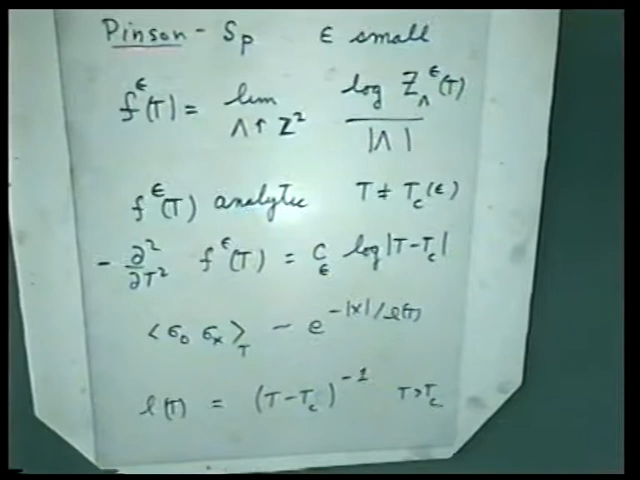 Pinson - Sp ε small
f^ε(T) = lim_{Λ↑Z²} log Z_Λ^ε(T) / |Λ|
f^ε(T) analytic T ≠ T_c(ε)
- ∂²/∂T² f^ε(T) = C_ε log|T-T_c|
<σ_0 σ_x>_T - e^{-|x|/ℓ(T)}
ℓ(T) = (T-T_c)^{-1} T>T_c